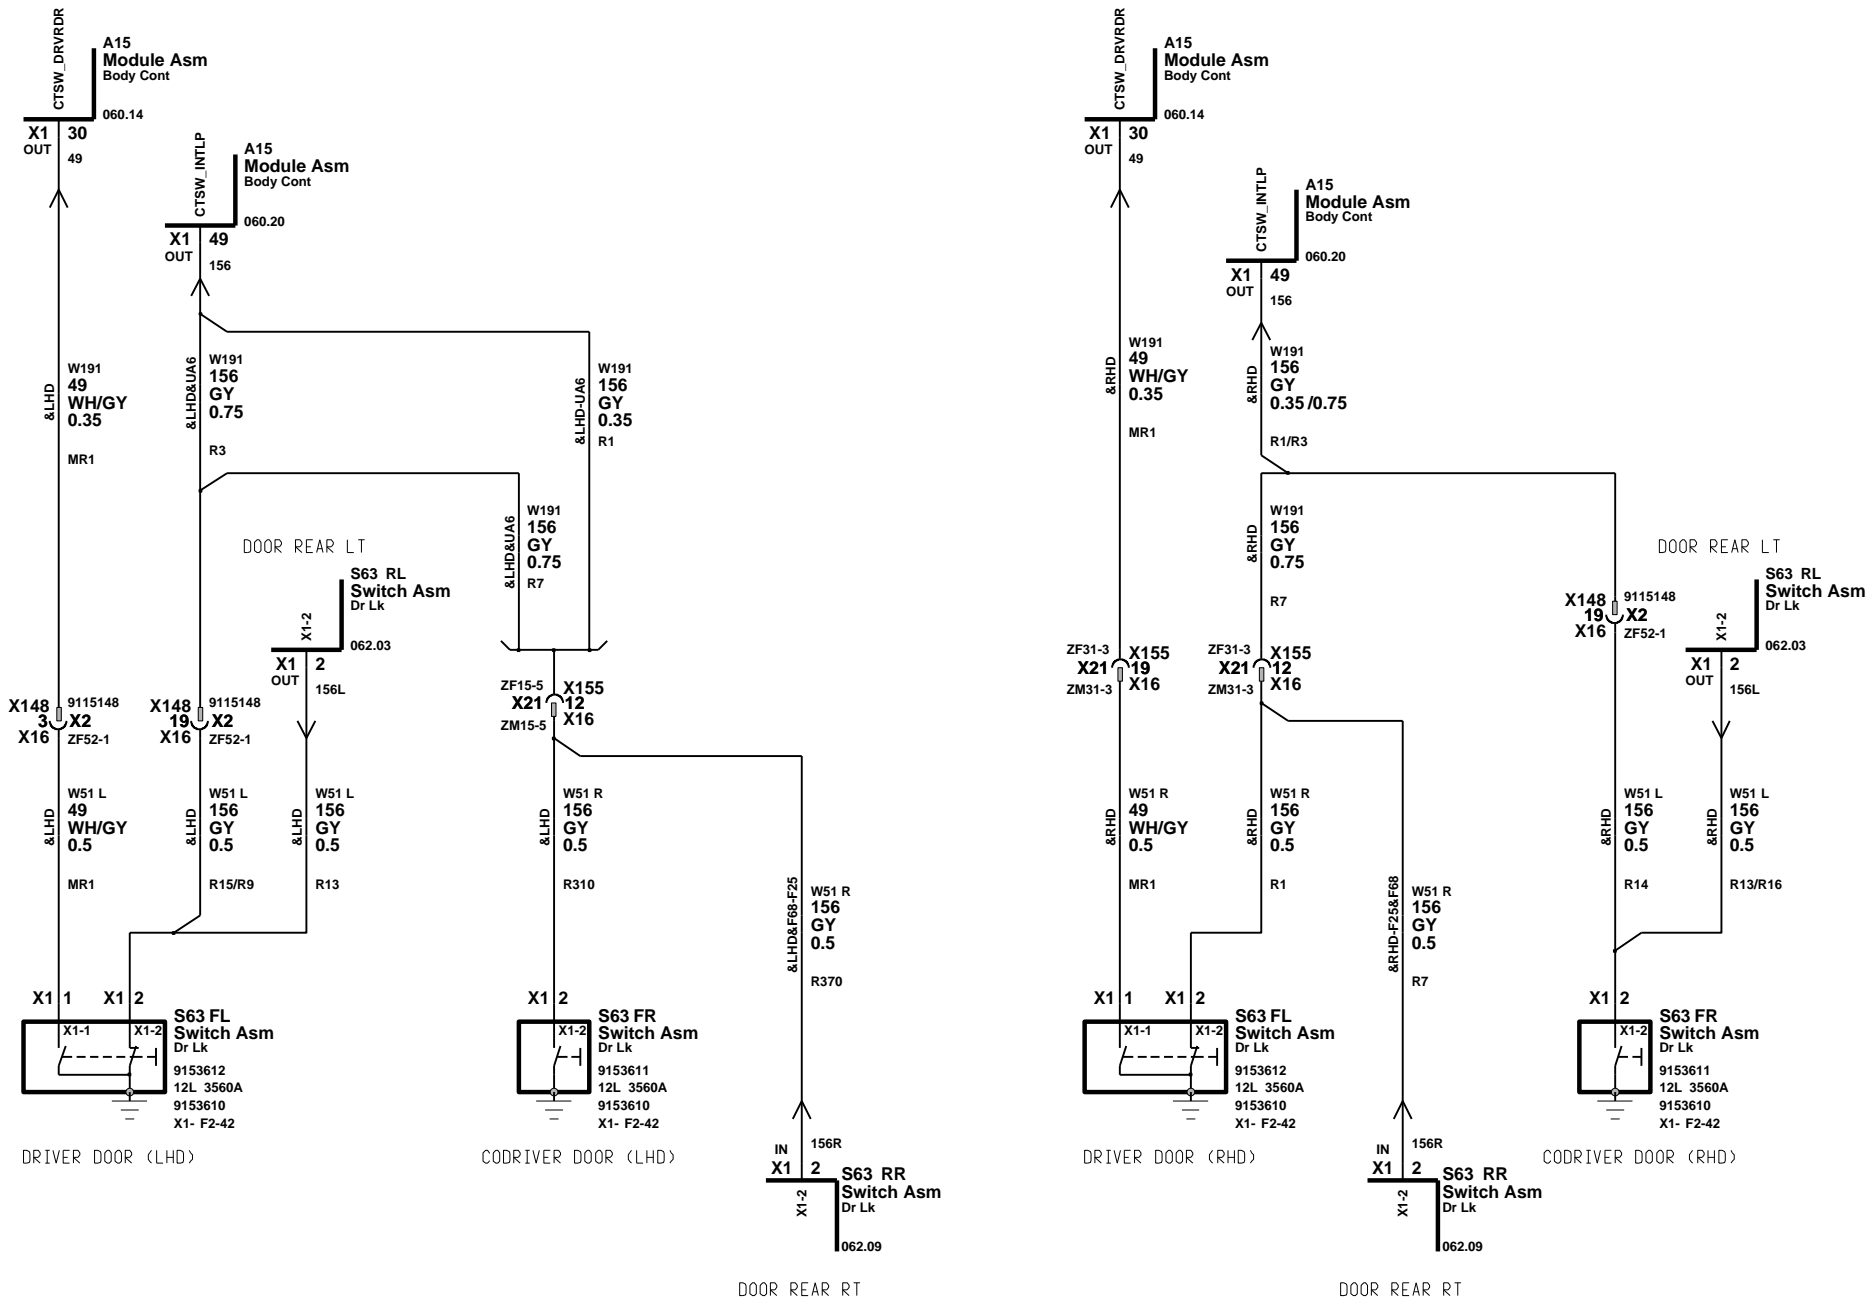 CTSW_DRVRDR
A15
Module Asm
Body Cont
060.14
X1 30
OUT 49
CTSW_INTLP
A15
Module Asm
Body Cont
060.20
X1 49
OUT 156
&LHD
W191
49
WH/GY
0.35
MR1
&LHD&UA6
W191
156
GY
0.75
R3
&LHD-UA6
W191
156
GY
0.35
R1
&LHD&UA6
W191
156
GY
0.75
R7
DOOR REAR LT
S63 RL
Switch Asm
Dr Lk
X1-2
062.03
X1 2
OUT 156L
X148 9115148
3 X2
X16 ZF52-1
X148 9115148
19 X2
X16 ZF52-1
ZF15-5 X155
X21 12
ZM15-5 X16
&LHD
W51 L
49
WH/GY
0.5
MR1
&LHD
W51 L
156
GY
0.5
R15/R9
&LHD
W51 L
156
GY
0.5
R13
&LHD
W51 R
156
GY
0.5
R310
&LHD&F68-F25
W51 R
156
GY
0.5
R370
X1 1 X1 2
X1-1 X1-2
S63 FL
Switch Asm
Dr Lk
9153612
12L 3560A
9153610
X1- F2-42
DRIVER DOOR (LHD)
X1 2
X1-2
S63 FR
Switch Asm
Dr Lk
9153611
12L 3560A
9153610
X1- F2-42
CODRIVER DOOR (LHD)
IN 156R
X1 2
X1-2
S63 RR
Switch Asm
Dr Lk
062.09
DOOR REAR RT
CTSW_DRVRDR
A15
Module Asm
Body Cont
060.14
X1 30
OUT 49
CTSW_INTLP
A15
Module Asm
Body Cont
060.20
X1 49
OUT 156
&RHD
W191
49
WH/GY
0.35
MR1
&RHD
W191
156
GY
0.35 /0.75
R1/R3
&RHD
W191
156
GY
0.75
R7
DOOR REAR LT
S63 RL
Switch Asm
Dr Lk
X1-2
062.03
X1 2
OUT 156L
X148 9115148
19 X2
X16 ZF52-1
ZF31-3 X155
X21 19
ZM31-3 X16
ZF31-3 X155
X21 12
ZM31-3 X16
&RHD
W51 R
49
WH/GY
0.5
MR1
&RHD
W51 R
156
GY
0.5
R1
&RHD-F25&F68
W51 R
156
GY
0.5
R7
&RHD
W51 L
156
GY
0.5
R14
&RHD
W51 L
156
GY
0.5
R13/R16
X1 1 X1 2
X1-1 X1-2
S63 FL
Switch Asm
Dr Lk
9153612
12L 3560A
9153610
X1- F2-42
DRIVER DOOR (RHD)
X1 2
X1-2
S63 FR
Switch Asm
Dr Lk
9153611
12L 3560A
9153610
X1- F2-42
CODRIVER DOOR (RHD)
IN 156R
X1 2
X1-2
S63 RR
Switch Asm
Dr Lk
062.09
DOOR REAR RT